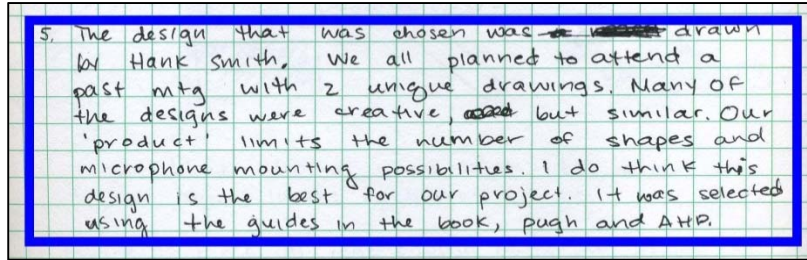 5. The design that was chosen was drawn
by Hank Smith. We all planned to attend a
past mtg with 2 unique drawings. Many of
the designs were creative, but similar. Our
'product' limits the number of shapes and
microphone mounting possibilities. I do think this
design is the best for our project. It was selected
using the guides in the book, pugh and AHP.